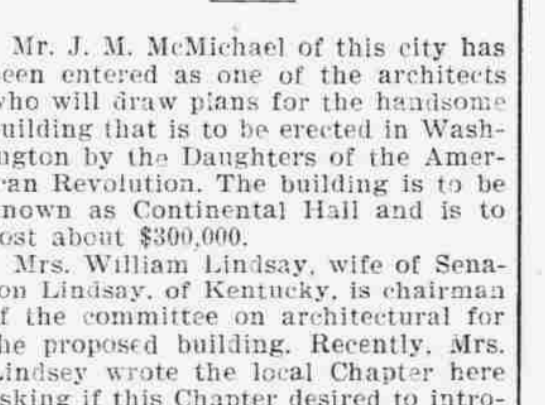 Mr. J. M. McMichael of this city has
een entered as one of the architects
who will draw plans for the handsome
uilding that is to be erected in Wash-
ngton by the Daughters of the Amer-
can Revolution. The building is to be
nown as Continental Hall and is to
ost about $300,000.
Mrs. William Lindsay, wife of Sena-
on Lindsay, of Kentucky, is chairman
f the committee on architectural for
he proposed building. Recently, Mrs.
Lindsey wrote the local Chapter here
sking if this Chapter desired to intro-